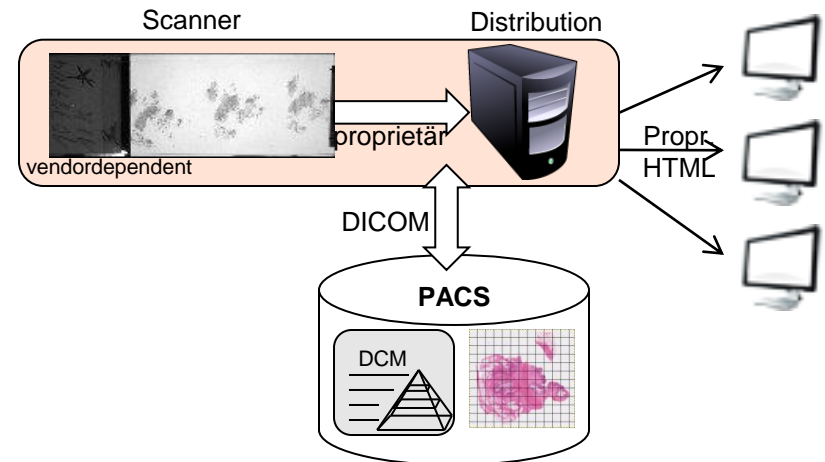 Scanner
Distribution
proprietär
vendordependent
Propr.
HTML
DICOM
PACS
DCM